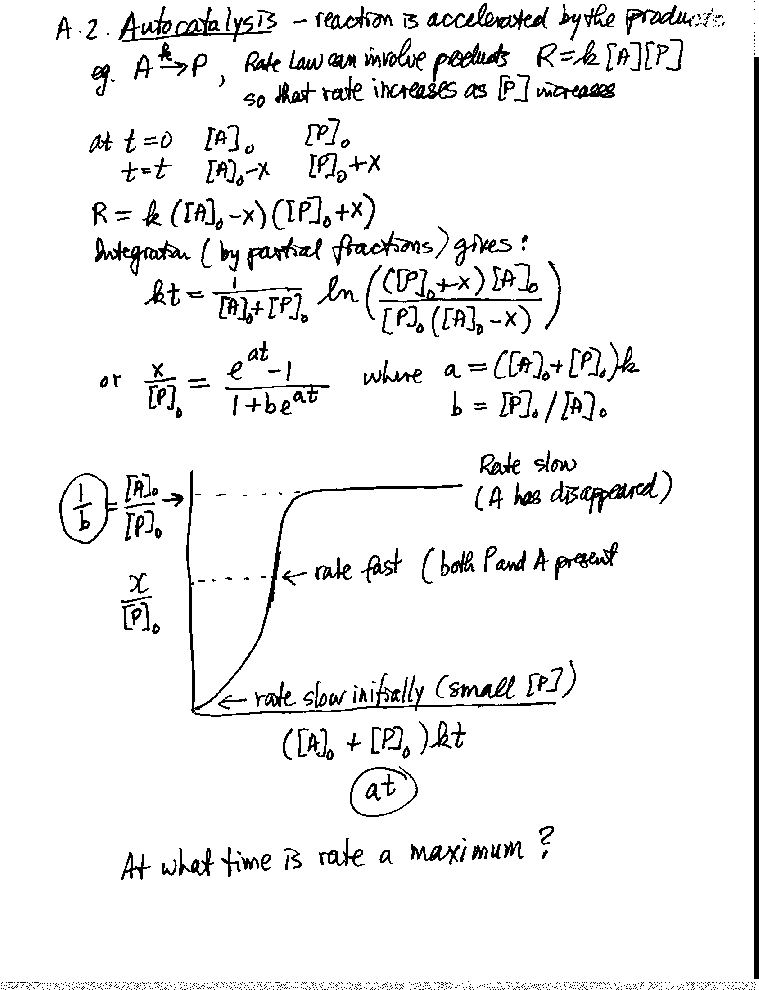 A.2. Autocatalysis – reaction is accelerated by the products.
eg. A →k P, Rate Law can involve products R = k[A][P]
so that rate increases as [P] increases
at t=0 [A]₀ [P]₀
t=t [A]₀-x [P]₀+x
R = k([A]₀-x)([P]₀+x)
Integration (by partial fractions) gives:
kt = 1/([A]₀+[P]₀) ln(([P]₀+x)[A]₀/([P]₀([A]₀-x)))
or x/[P]₀ = (e^at - 1)/(1+be^at) where a = ([A]₀+[P]₀)k
b = [P]₀/[A]₀
Rate slow
1/b = [A]₀/[P]₀ → (A has disappeared)
← rate fast (both P and A present
x/[P]₀
← rate slow initially (small [P])
([A]₀ + [P]₀)kt
at
At what time is rate a maximum?